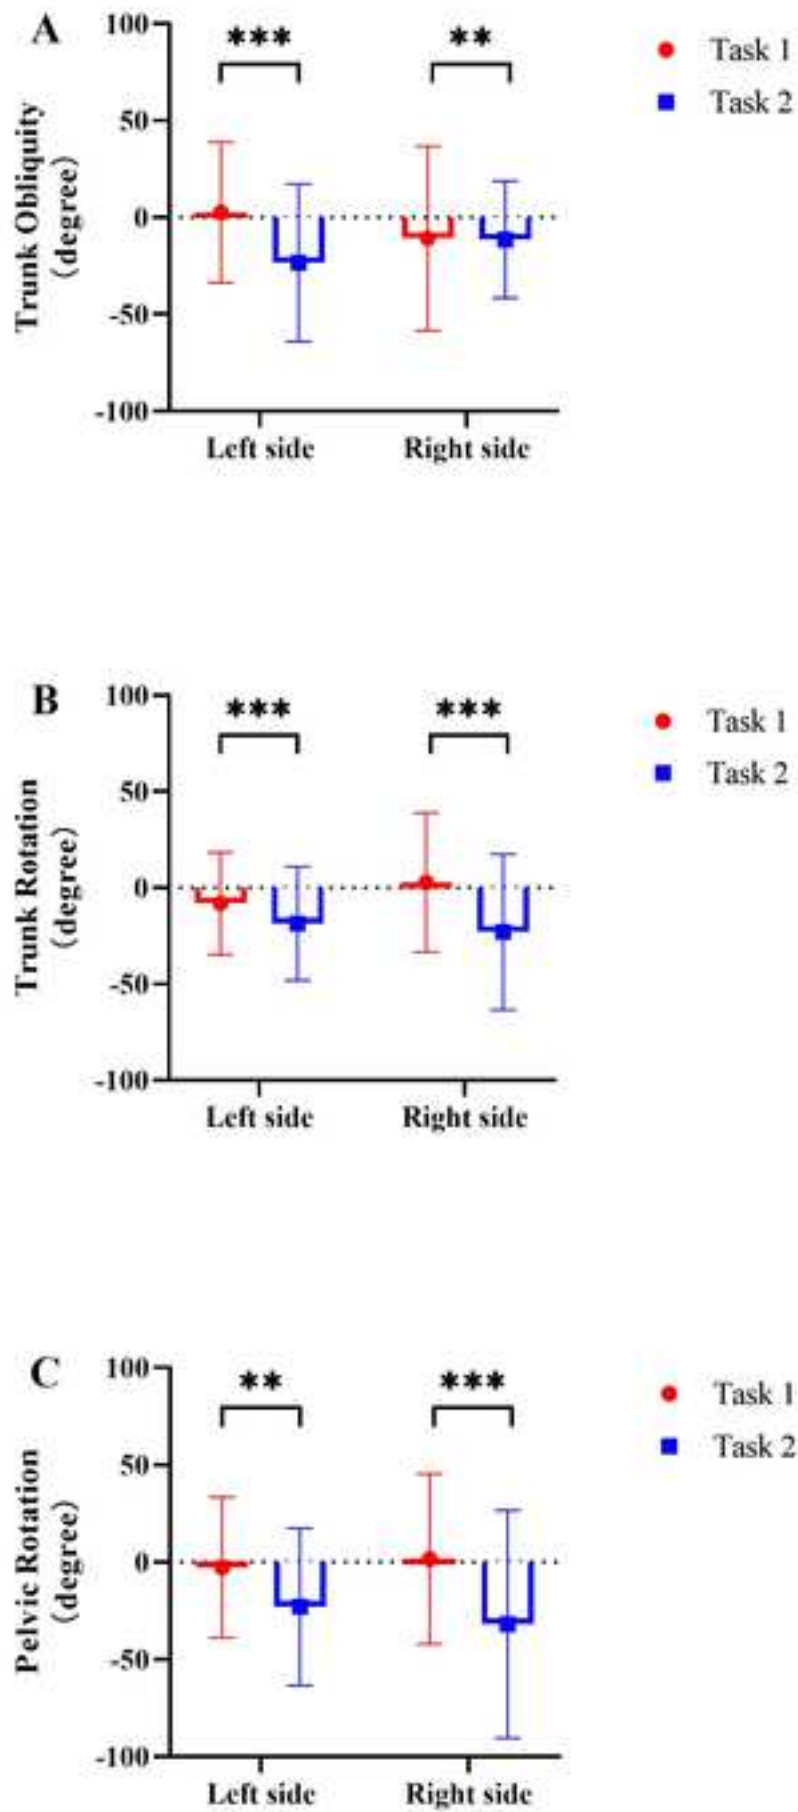 A
100
50
0
-50
-100
Trunk Obliquity
(degree)
*** **
Left side Right side
Task 1
Task 2
B
100
50
0
-50
-100
Trunk Rotation
(degree)
*** ***
Left side Right side
Task 1
Task 2
C
100
50
0
-50
-100
Pelvic Rotation
(degree)
** ***
Left side Right side
Task 1
Task 2